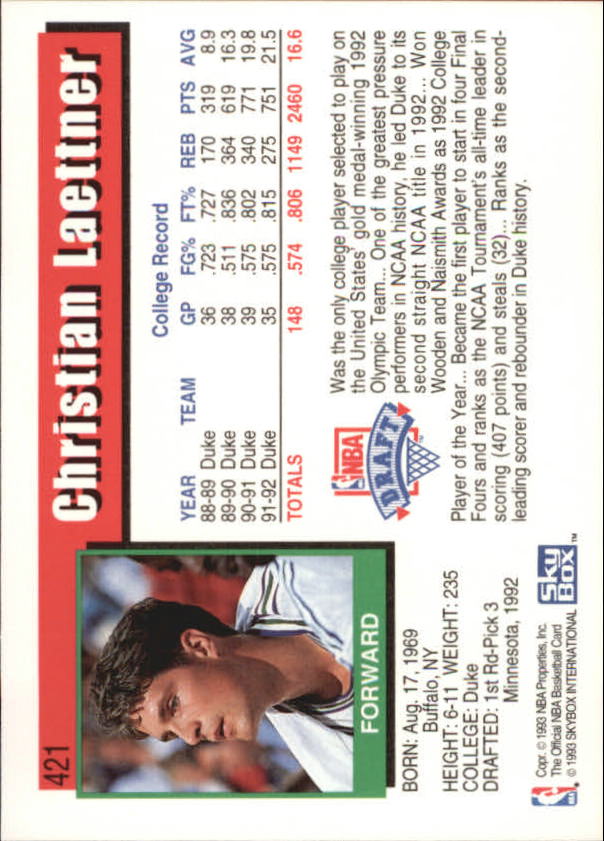 421
Christian Laettner
FORWARD
BORN: Aug. 17, 1969
Buffalo, NY
HEIGHT: 6-11 WEIGHT: 235
COLLEGE: Duke
DRAFTED: 1st Rd-Pick 3
Minnesota, 1992
College Record
YEAR TEAM GP FG% FT% REB PTS AVG
88-89 Duke 36 .723 .727 170 319 8.9
89-90 Duke 38 .511 .836 364 619 16.3
90-91 Duke 39 .575 .802 340 771 19.8
91-92 Duke 35 .575 .815 275 751 21.5
TOTALS 148 .574 .806 1149 2460 16.6
NBA
DRAFT
TM
Was the only college player selected to play on
the United States' gold medal-winning 1992
Olympic Team... One of the greatest pressure
performers in NCAA history, he led Duke to its
second straight NCAA title in 1992... Won
Wooden and Naismith Awards as 1992 College
Player of the Year... Became the first player to start in four Final
Fours and ranks as the NCAA Tournament's all-time leader in
scoring (407 points) and steals (32)... Ranks as the second-
leading scorer and rebounder in Duke history.
NBA
Copr. © 1993 NBA Properties, Inc.
The Official NBA Basketball Card
© 1993 SKYBOX INTERNATIONAL
SKY
BOX
TM